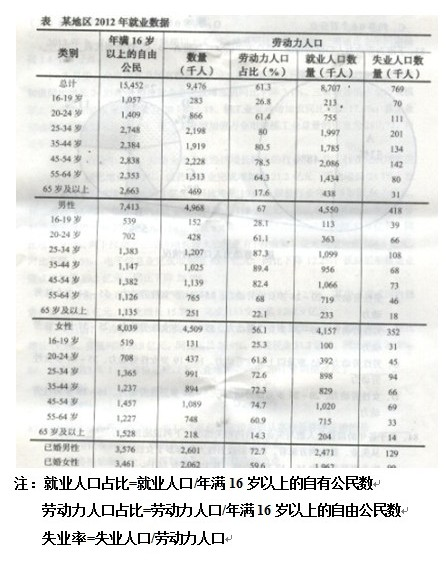 表 某地区 2012 年就业数据
类别 年满 16 岁以上的自由公民 劳动力人口
数量（千人） 劳动力人口占比（%） 就业人口数量（千人） 失业人口数量（千人）
总计 15,452 9,476 61.3 8,707 769
16-19 岁 1,057 283 26.8 213 70
20-24 岁 1,409 866 61.4 755 111
25-34 岁 2,748 2,198 80 1,997 201
35-44 岁 2,384 1,919 80.5 1,785 134
45-54 岁 2,838 2,228 78.5 2,086 142
55-64 岁 2,353 1,513 64.3 1,434 80
65 岁及以上 2,663 469 17.6 438 31
男性 7,413 4,968 67 4,550 418
16-19 岁 539 152 28.1 113 39
20-24 岁 702 428 61.1 363 66
25-34 岁 1,383 1,207 87.3 1,099 108
35-44 岁 1,147 1,025 89.4 956 68
45-54 岁 1,382 1,139 82.4 1,066 73
55-64 岁 1,126 765 68 719 46
65 岁及以上 1,135 251 22.1 233 18
女性 8,039 4,509 56.1 4,157 352
16-19 岁 519 131 25.3 100 31
20-24 岁 708 437 61.8 392 45
25-34 岁 1,365 991 72.6 898 94
35-44 岁 1,237 894 72.3 829 66
45-54 岁 1,457 1,089 74.7 1,020 69
55-64 岁 1,227 748 60.9 715 33
65 岁及以上 1,528 218 14.3 204 14
已婚男性 3,576 2,601 72.7 2,471 129
已婚女性 3,461 2,062 59.6
注：就业人口占比=就业人口/年满 16 岁以上的自有公民数
劳动力人口占比=劳动力人口/年满 16 岁以上的自由公民数
失业率=失业人口/劳动力人口